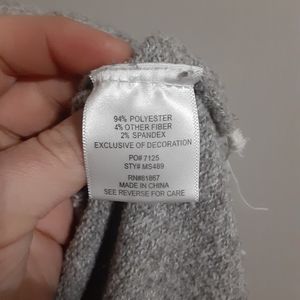 94% POLYESTER
4% OTHER FIBER
2% SPANDEX
EXCLUSIVE OF DECORATION
PO# 7125
STY# MS489
RN#81867
MADE IN CHINA
SEE REVERSE FOR CARE